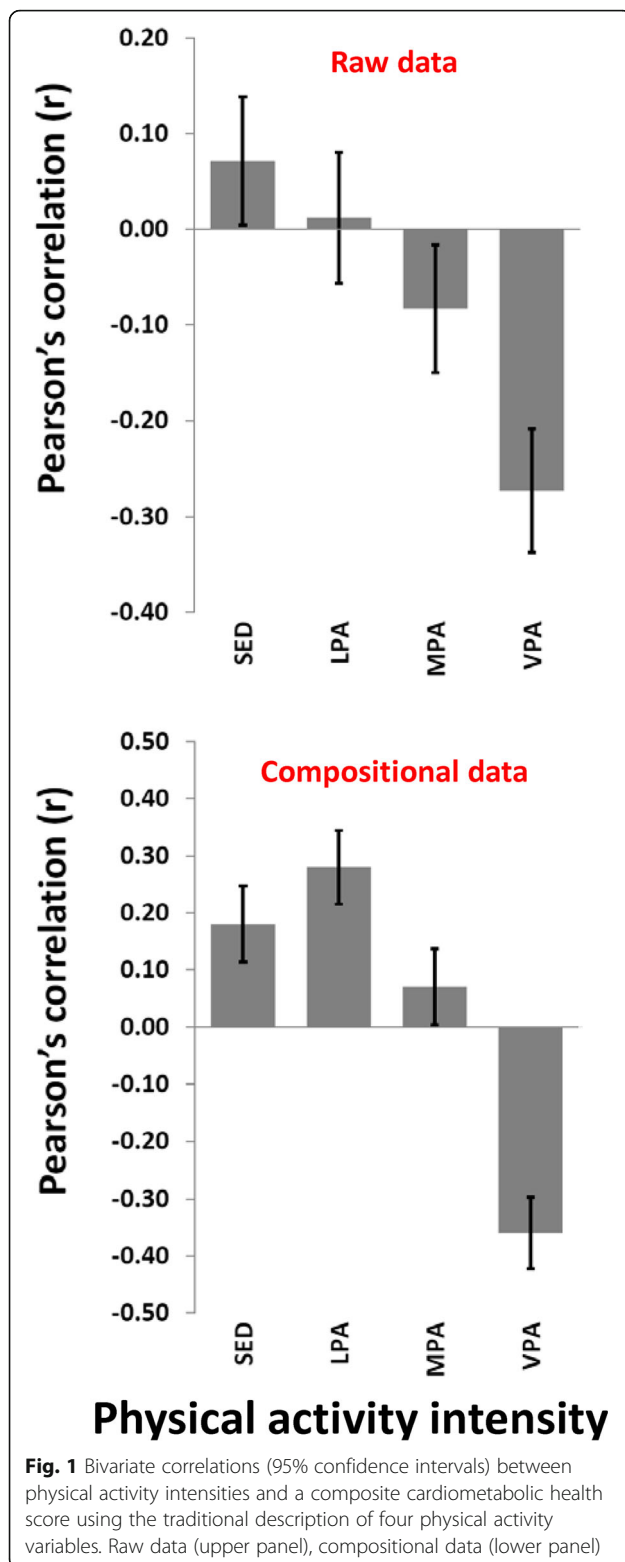 Raw data
Pearson's correlation (r)
0.20
0.10
0.00
-0.10
-0.20
-0.30
-0.40
SED
LPA
MPA
VPA
Compositional data
Pearson's correlation (r)
0.50
0.40
0.30
0.20
0.10
0.00
-0.10
-0.20
-0.30
-0.40
-0.50
SED
LPA
MPA
VPA
Physical activity intensity
Fig. 1 Bivariate correlations (95% confidence intervals) between
physical activity intensities and a composite cardiometabolic health
score using the traditional description of four physical activity
variables. Raw data (upper panel), compositional data (lower panel)